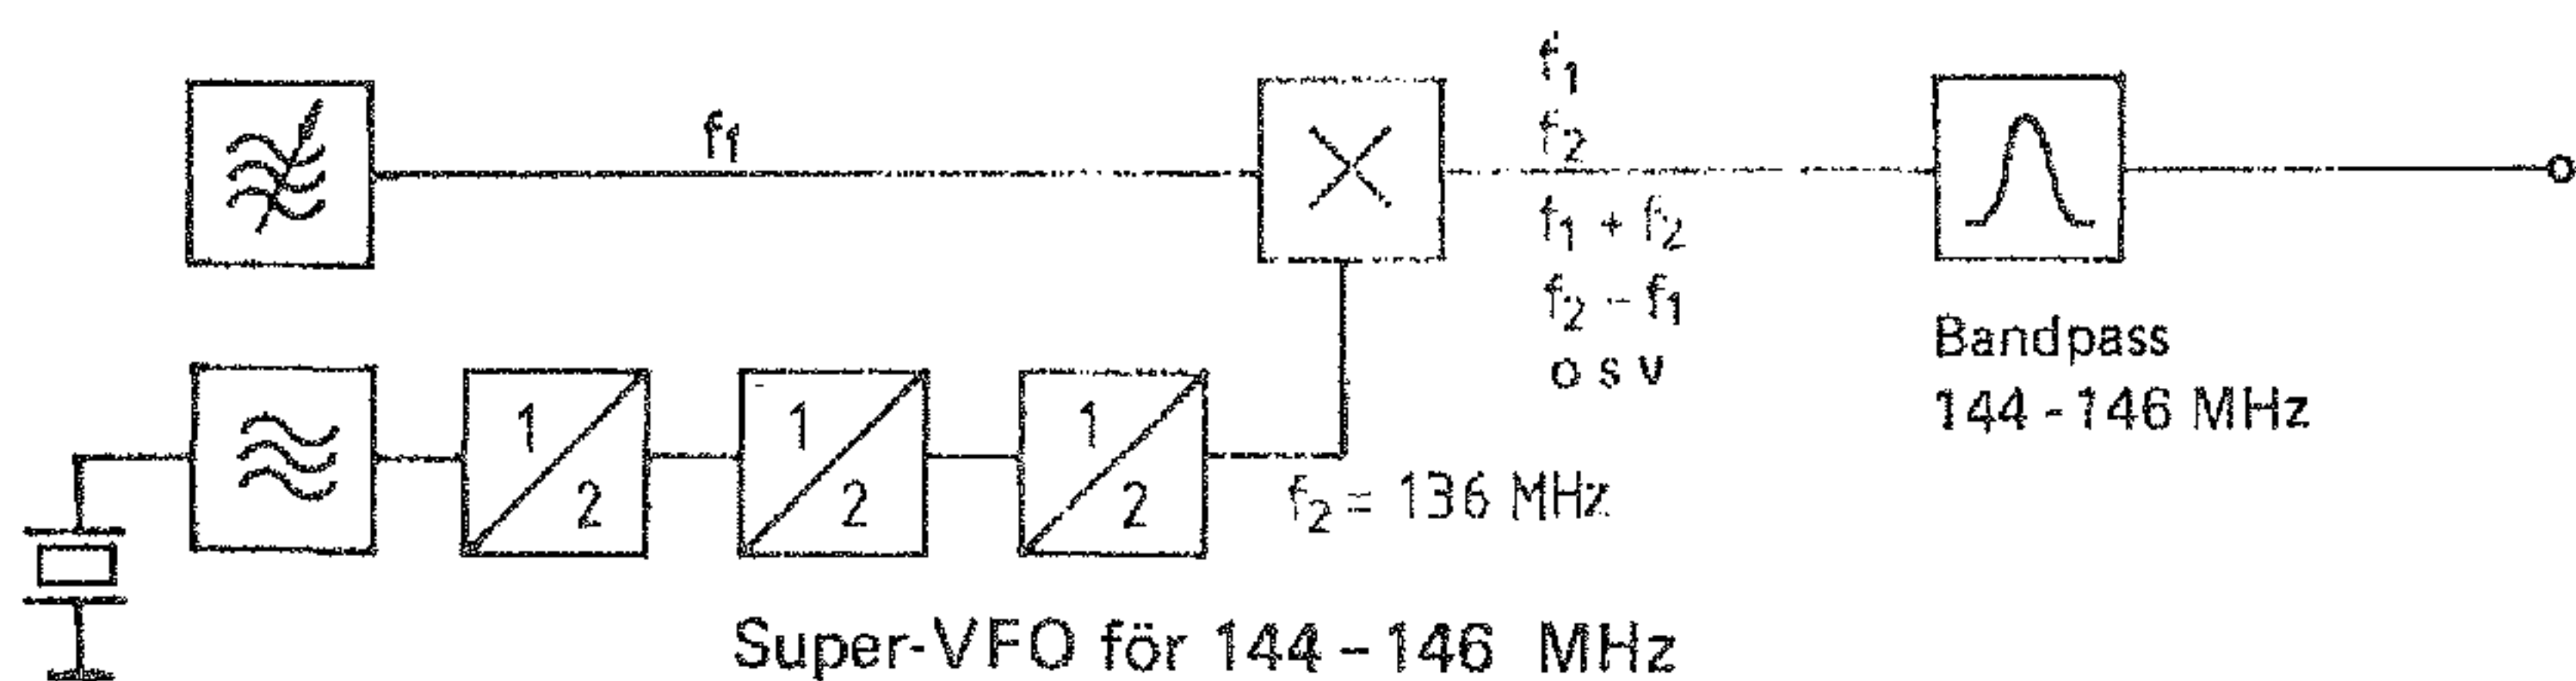 f₁
f₁
f₂
f₁ + f₂
f₂ - f₁
o s v
Bandpass
144 - 146 MHz
1
2
1
2
1
2
f₂ = 136 MHz
Super-VFO för 144 - 146 MHz